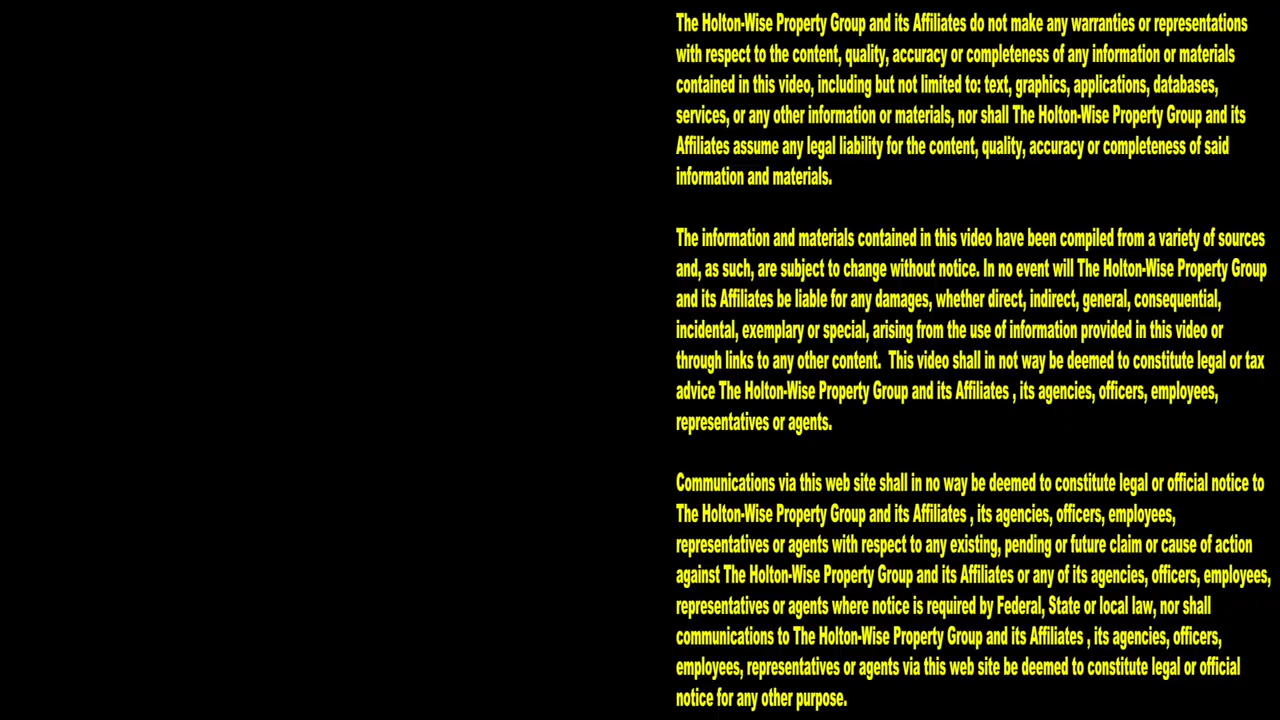 The Holton-Wise Property Group and its Affiliates do not make any warranties or representations
with respect to the content, quality, accuracy or completeness of any information or materials
contained in this video, including but not limited to: text, graphics, applications, databases,
services, or any other information or materials, nor shall The Holton-Wise Property Group and its
Affiliates assume any legal liability for the content, quality, accuracy or completeness of said
information and materials.
The information and materials contained in this video have been compiled from a variety of sources
and, as such, are subject to change without notice. In no event will The Holton-Wise Property Group
and its Affiliates be liable for any damages, whether direct, indirect, general, consequential,
incidental, exemplary or special, arising from the use of information provided in this video or
through links to any other content.  This video shall in not way be deemed to constitute legal or tax
advice The Holton-Wise Property Group and its Affiliates , its agencies, officers, employees,
representatives or agents.
Communications via this web site shall in no way be deemed to constitute legal or official notice to
The Holton-Wise Property Group and its Affiliates , its agencies, officers, employees,
representatives or agents with respect to any existing, pending or future claim or cause of action
against The Holton-Wise Property Group and its Affiliates or any of its agencies, officers, employees,
representatives or agents where notice is required by Federal, State or local law, nor shall
communications to The Holton-Wise Property Group and its Affiliates , its agencies, officers,
employees, representatives or agents via this web site be deemed to constitute legal or official
notice for any other purpose.